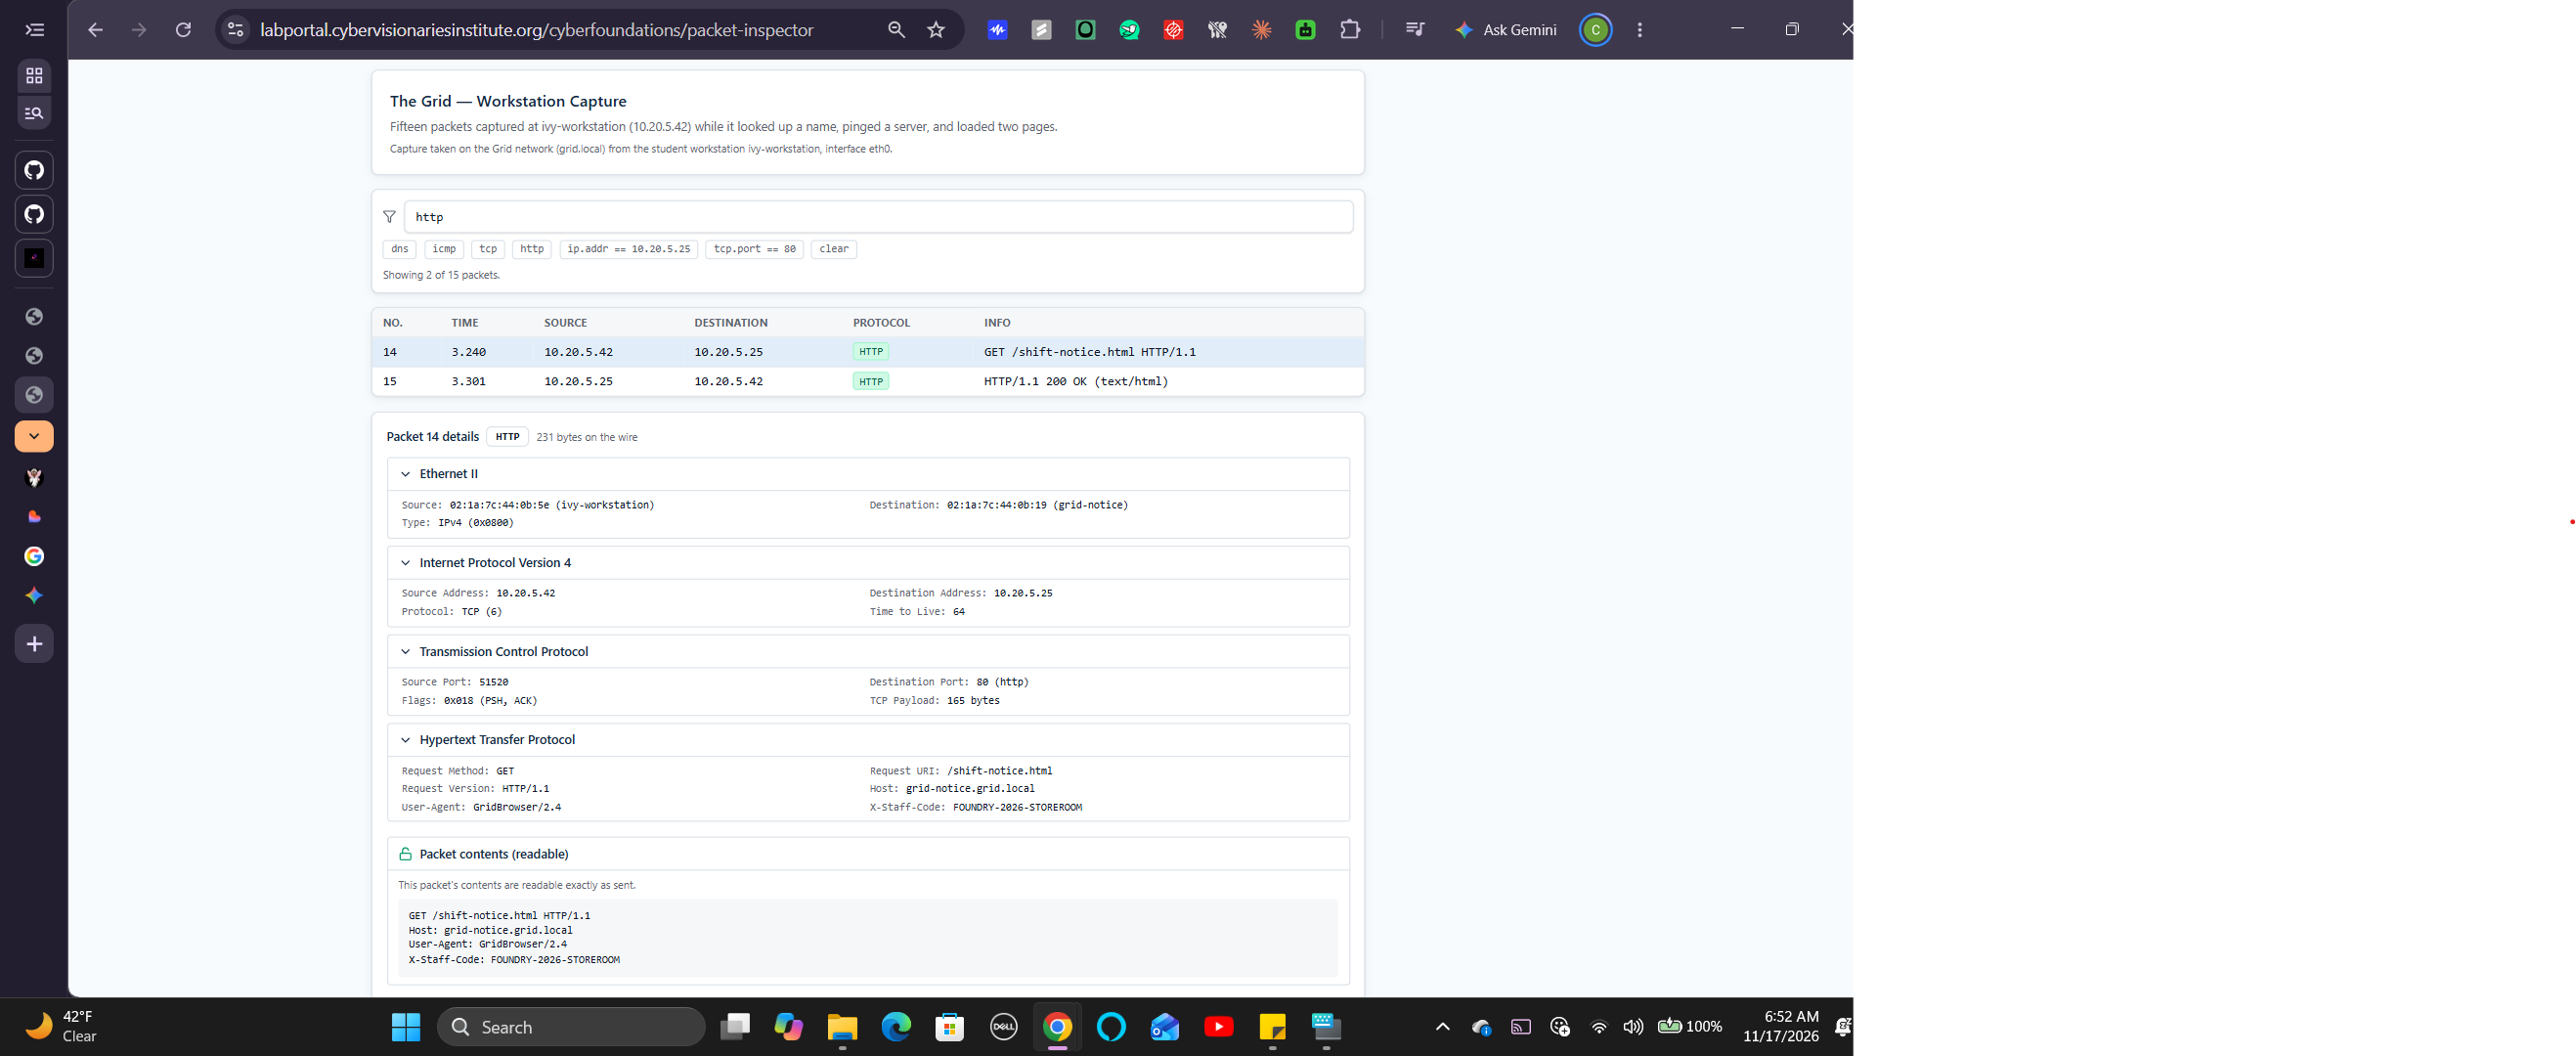 labportal.cybervisionariesinstitute.org/cyberfoundations/packet-inspector
Ask Gemini
C
The Grid — Workstation Capture
Fifteen packets captured at ivy-workstation (10.20.5.42) while it looked up a name, pinged a server, and loaded two pages.
Capture taken on the Grid network (grid.local) from the student workstation ivy-workstation, interface eth0.
http
dns icmp tcp http ip.addr == 10.20.5.25 tcp.port == 80 clear
Showing 2 of 15 packets.
NO. TIME SOURCE DESTINATION PROTOCOL INFO
14 3.240 10.20.5.42 10.20.5.25 HTTP GET /shift-notice.html HTTP/1.1
15 3.301 10.20.5.25 10.20.5.42 HTTP HTTP/1.1 200 OK (text/html)
Packet 14 details HTTP 231 bytes on the wire
Ethernet II
Source: 02:1a:7c:44:0b:5e (ivy-workstation) Destination: 02:1a:7c:44:0b:19 (grid-notice)
Type: IPv4 (0x0800)
Internet Protocol Version 4
Source Address: 10.20.5.42 Destination Address: 10.20.5.25
Protocol: TCP (6) Time to Live: 64
Transmission Control Protocol
Source Port: 51520 Destination Port: 80 (http)
Flags: 0x018 (PSH, ACK) TCP Payload: 165 bytes
Hypertext Transfer Protocol
Request Method: GET Request URI: /shift-notice.html
Request Version: HTTP/1.1 Host: grid-notice.grid.local
User-Agent: GridBrowser/2.4 X-Staff-Code: FOUNDRY-2026-STOREROOM
Packet contents (readable)
This packet's contents are readable exactly as sent.
GET /shift-notice.html HTTP/1.1
Host: grid-notice.grid.local
User-Agent: GridBrowser/2.4
X-Staff-Code: FOUNDRY-2026-STOREROOM
42°F
Clear
Search
DELL
100%
6:52 AM
11/17/2026